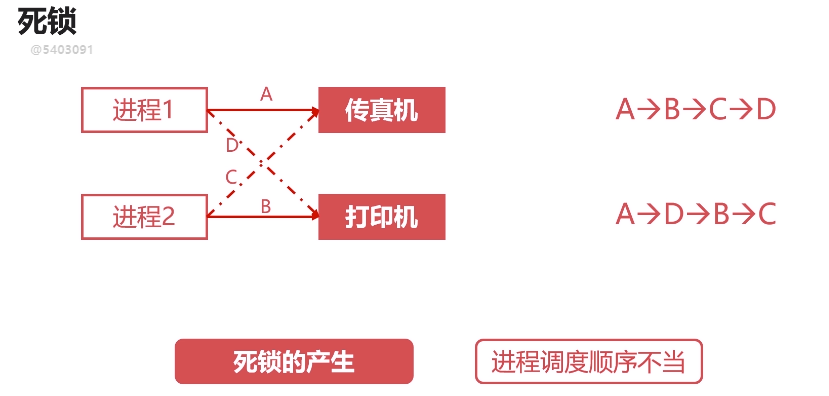 死锁
@5403091
进程1
A
传真机
A→B→C→D
D
C
进程2
B
打印机
A→D→B→C
死锁的产生
进程调度顺序不当